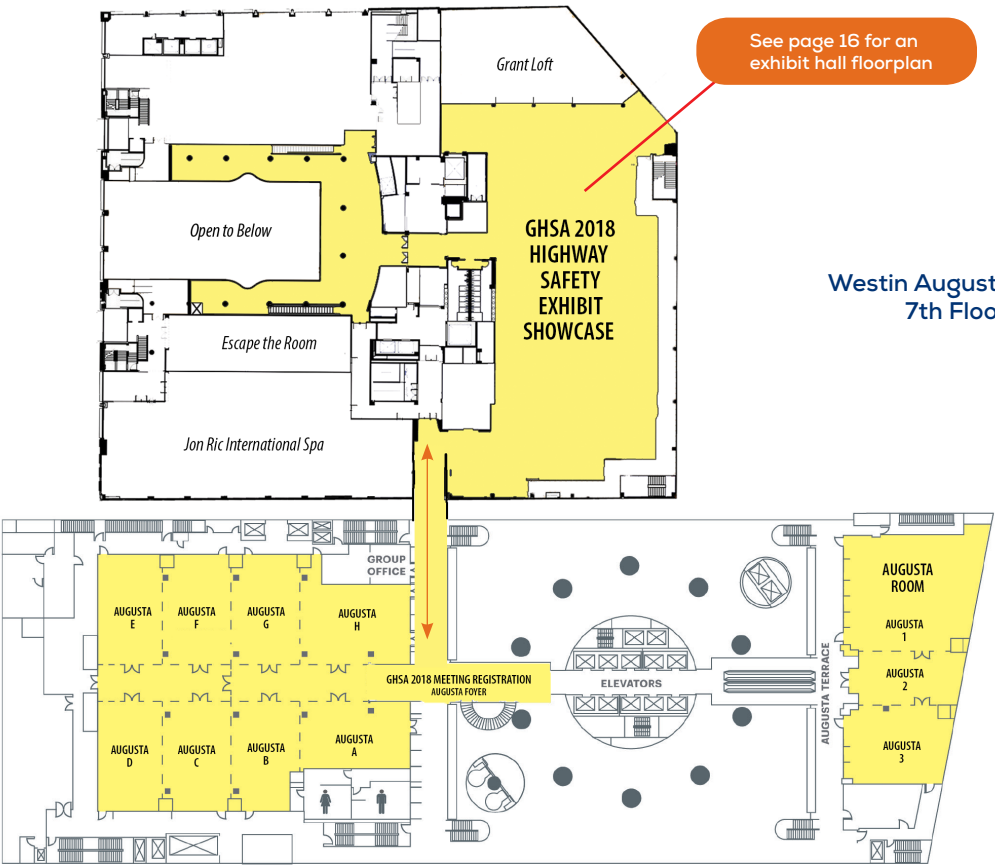 See page 16 for an
exhibit hall floorplan
Grant Loft
Open to Below
GHSA 2018
HIGHWAY
SAFETY
EXHIBIT
SHOWCASE
Westin August
7th Floo
Escape the Room
Jon Ric International Spa
GROUP
OFFICE
AUGUSTA
E
AUGUSTA
F
AUGUSTA
G
AUGUSTA
H
AUGUSTA
ROOM
AUGUSTA
1
AUGUSTA
2
AUGUSTA
3
GHSA 2018 MEETING REGISTRATION
AUGUSTA FOYER
ELEVATORS
AUGUSTA TERRACE
AUGUSTA
D
AUGUSTA
C
AUGUSTA
B
AUGUSTA
A